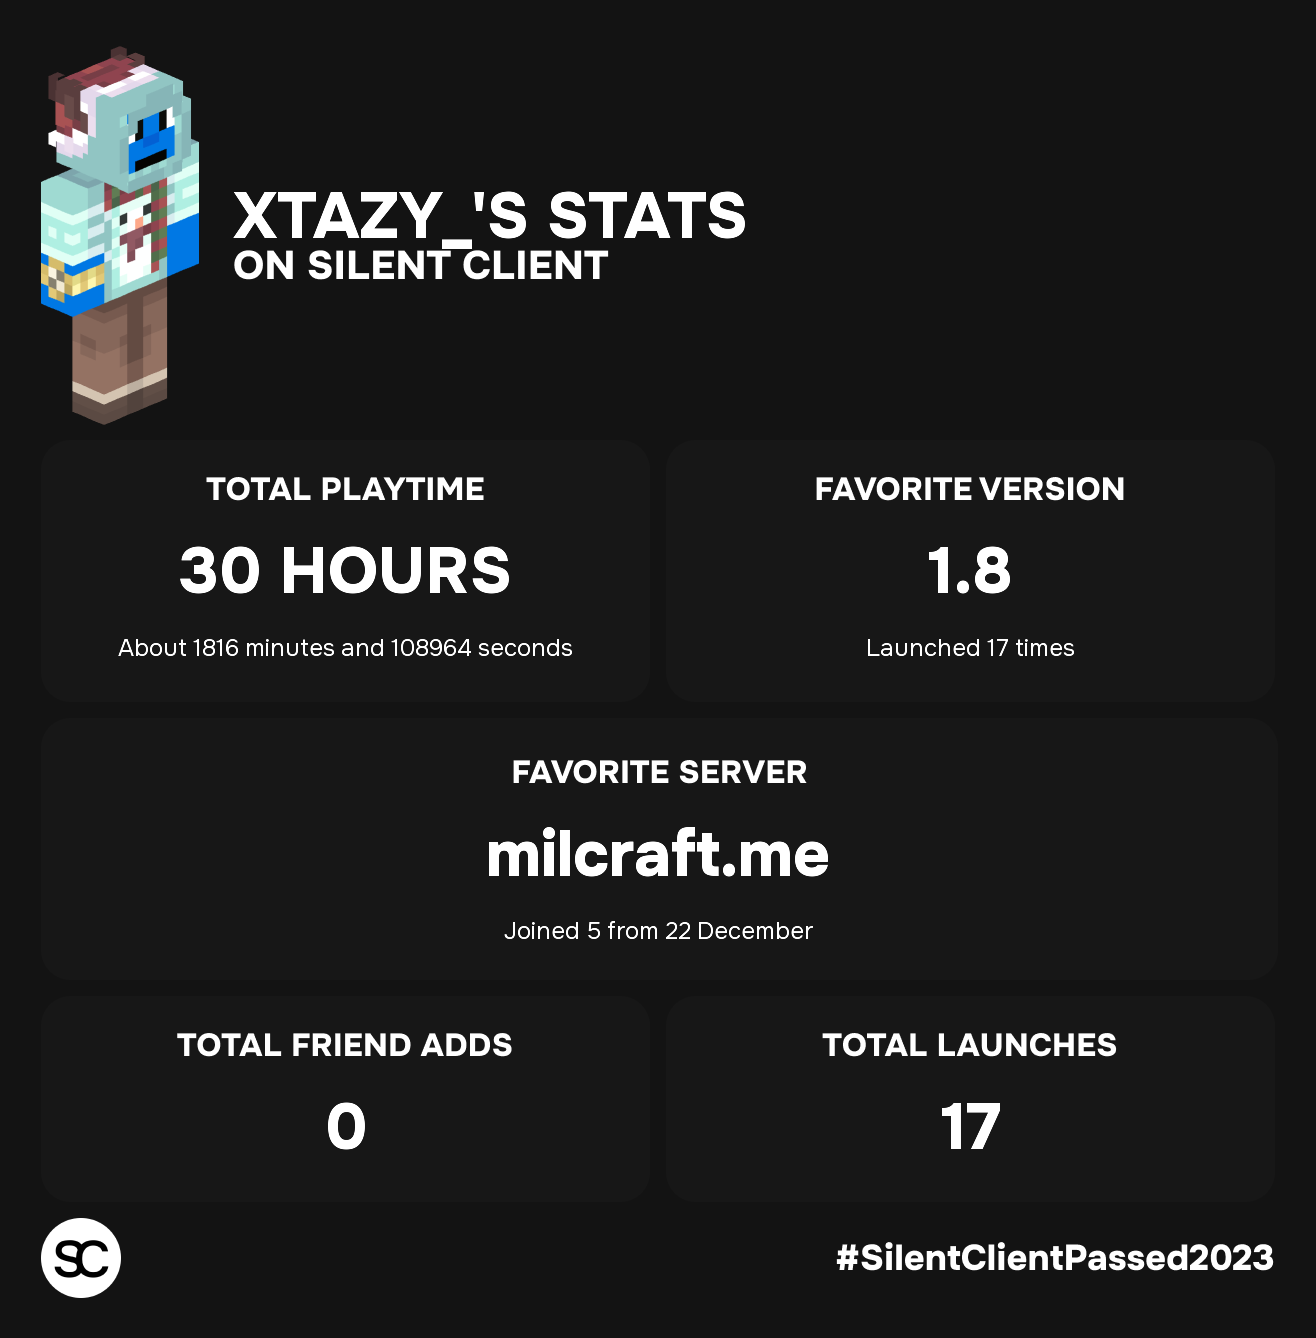 XTAZY_'S STATS
ON SILENT CLIENT
TOTAL PLAYTIME
30 HOURS
About 1816 minutes and 108964 seconds
FAVORITE VERSION
1.8
Launched 17 times
FAVORITE SERVER
milcraft.me
Joined 5 from 22 December
TOTAL FRIEND ADDS
0
TOTAL LAUNCHES
17
SC
#SilentClientPassed2023